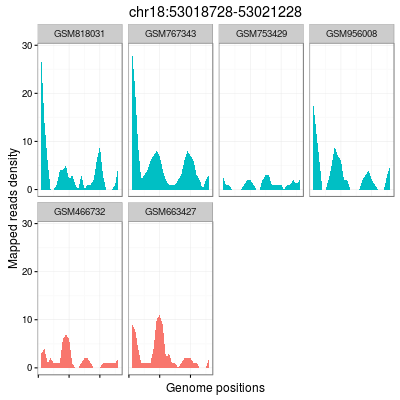 chr18:53018728-53021228
GSM818031 GSM767343 GSM753429 GSM956008
30
20
10
0
GSM466732 GSM663427
30
20
10
0
Mapped reads density
Genome positions